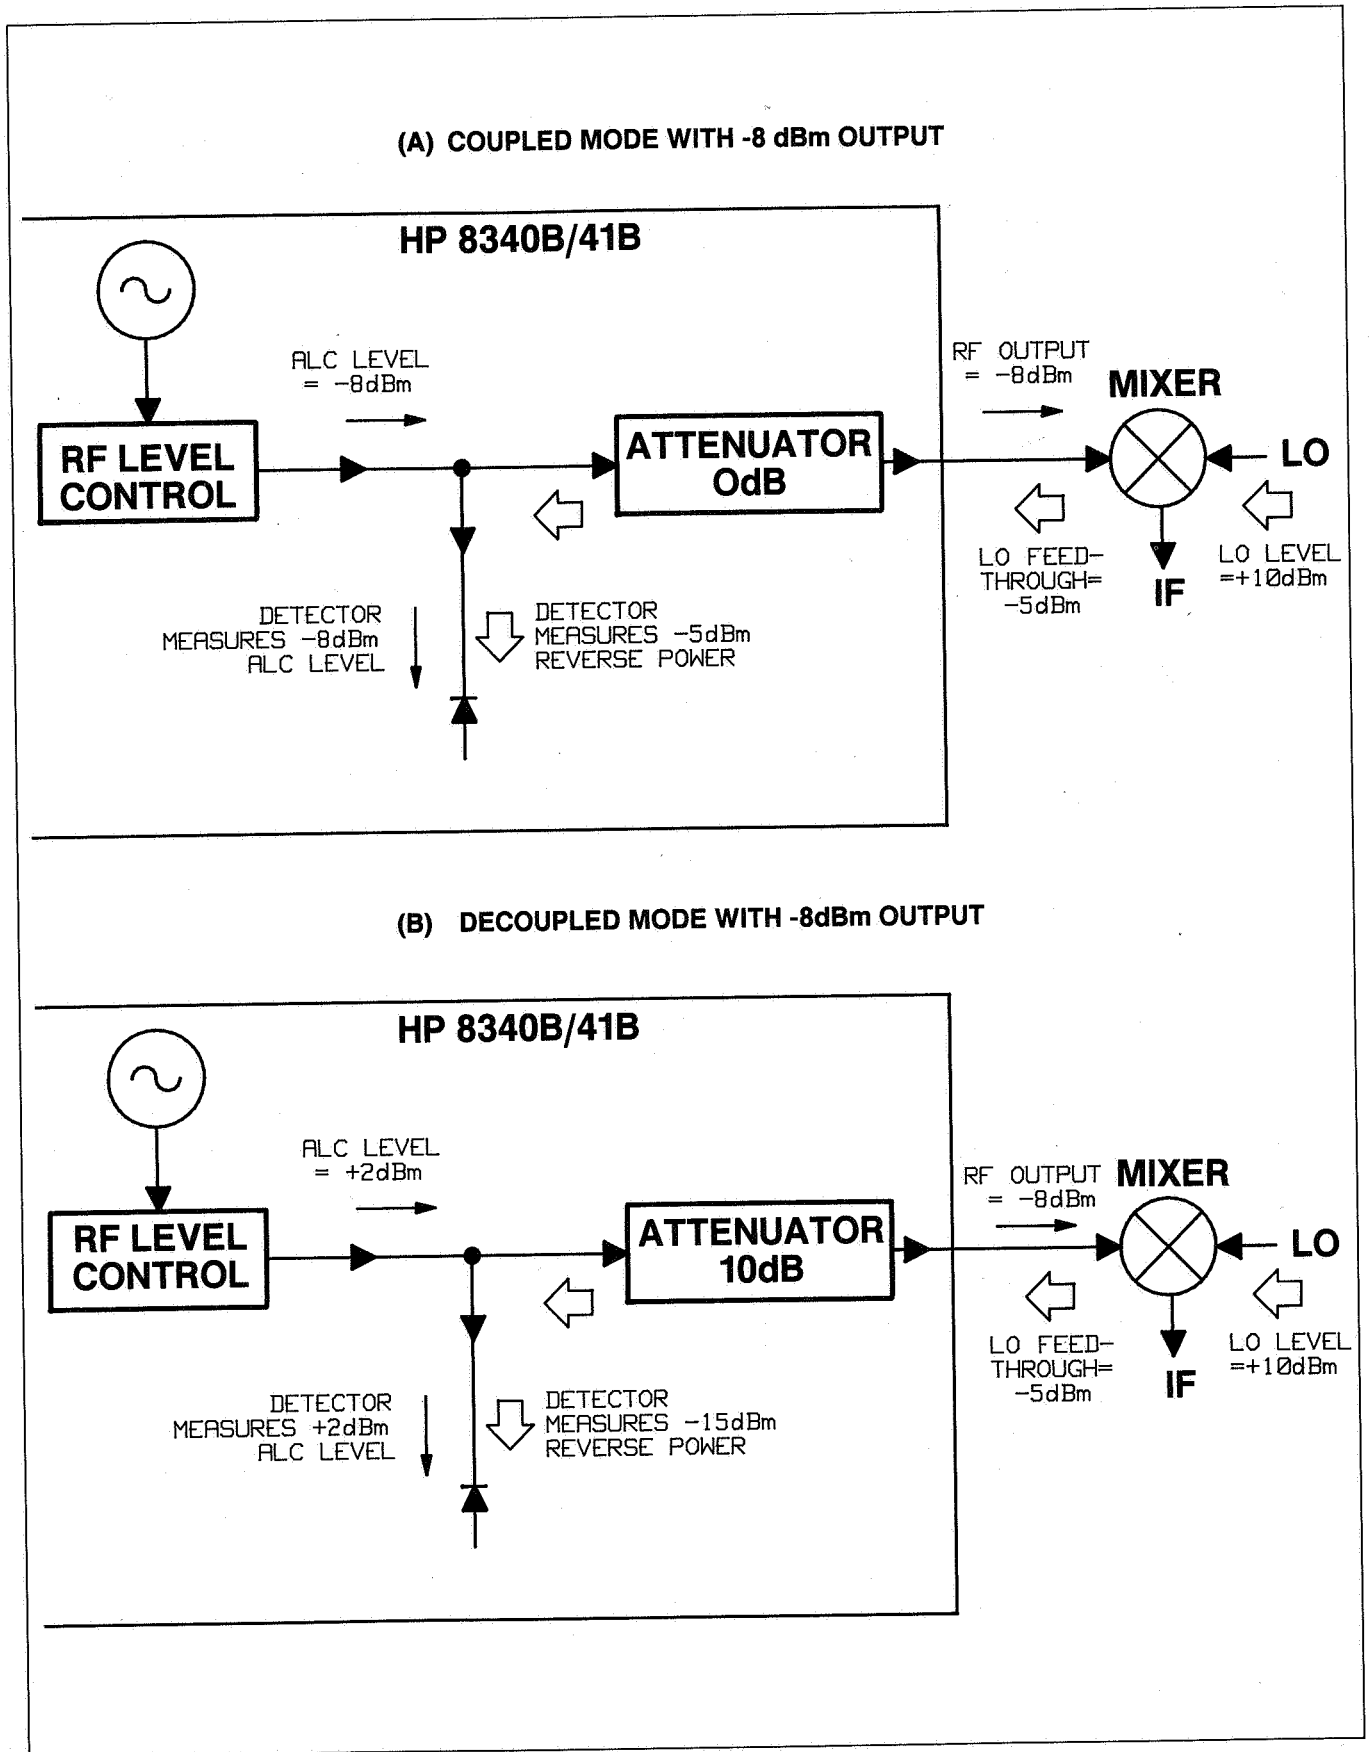 (A) COUPLED MODE WITH -8 dBm OUTPUT
HP 8340B/41B
ALC LEVEL
= -8dBm
RF OUTPUT
= -8dBm
MIXER
RF LEVEL
CONTROL
ATTENUATOR
0dB
LO
LO FEED-
THROUGH=
-5dBm
LO LEVEL
=+10dBm
IF
DETECTOR
MEASURES -8dBm
ALC LEVEL
DETECTOR
MEASURES -5dBm
REVERSE POWER
(B) DECOUPLED MODE WITH -8dBm OUTPUT
HP 8340B/41B
ALC LEVEL
= +2dBm
RF OUTPUT
= -8dBm
MIXER
RF LEVEL
CONTROL
ATTENUATOR
10dB
LO
LO FEED-
THROUGH=
-5dBm
LO LEVEL
=+10dBm
IF
DETECTOR
MEASURES +2dBm
ALC LEVEL
DETECTOR
MEASURES -15dBm
REVERSE POWER